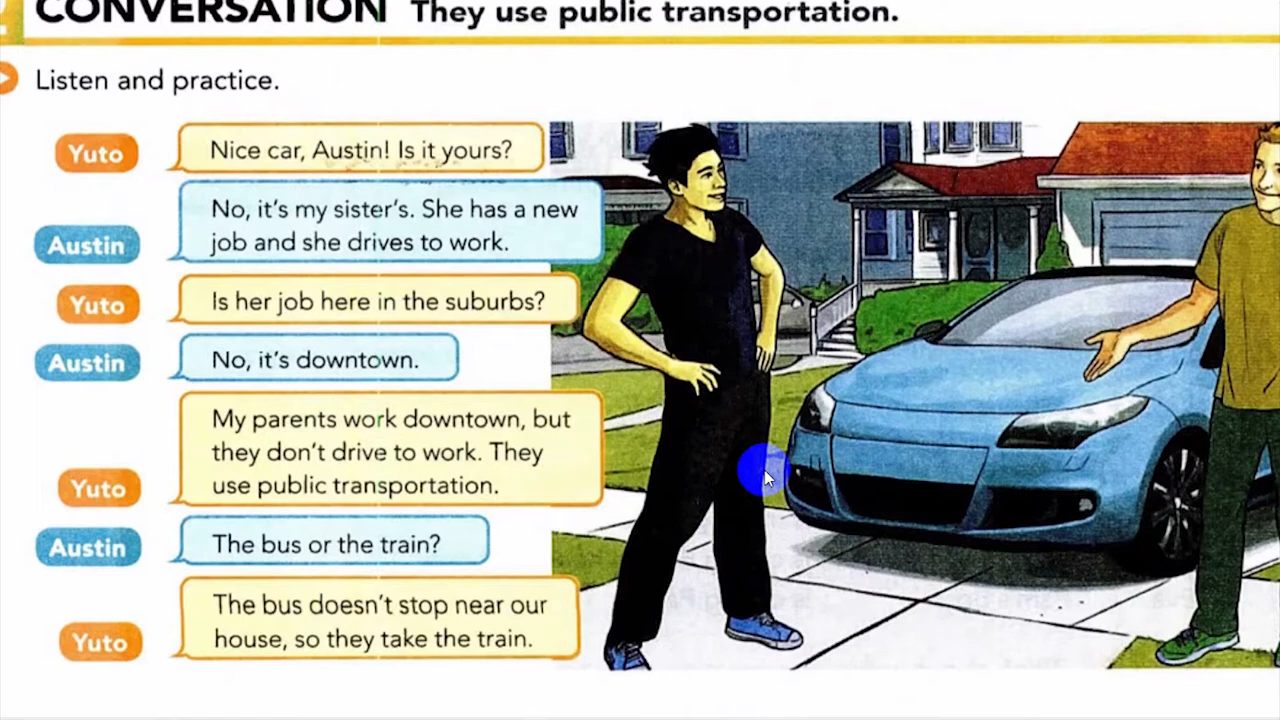 CONVERSATION They use public transportation.
Listen and practice.
Yuto
Nice car, Austin! Is it yours?
Austin
No, it's my sister's. She has a new
job and she drives to work.
Yuto
Is her job here in the suburbs?
Austin
No, it's downtown.
Yuto
My parents work downtown, but
they don't drive to work. They
use public transportation.
Austin
The bus or the train?
Yuto
The bus doesn't stop near our
house, so they take the train.